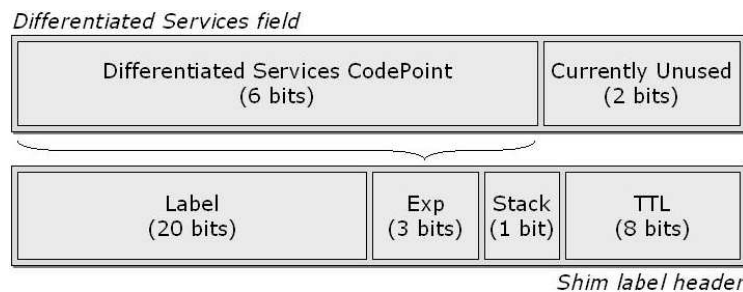 Differentiated Services field
Differentiated Services CodePoint
(6 bits)
Currently Unused
(2 bits)
Label
(20 bits)
Exp
(3 bits)
Stack
(1 bit)
TTL
(8 bits)
Shim label header